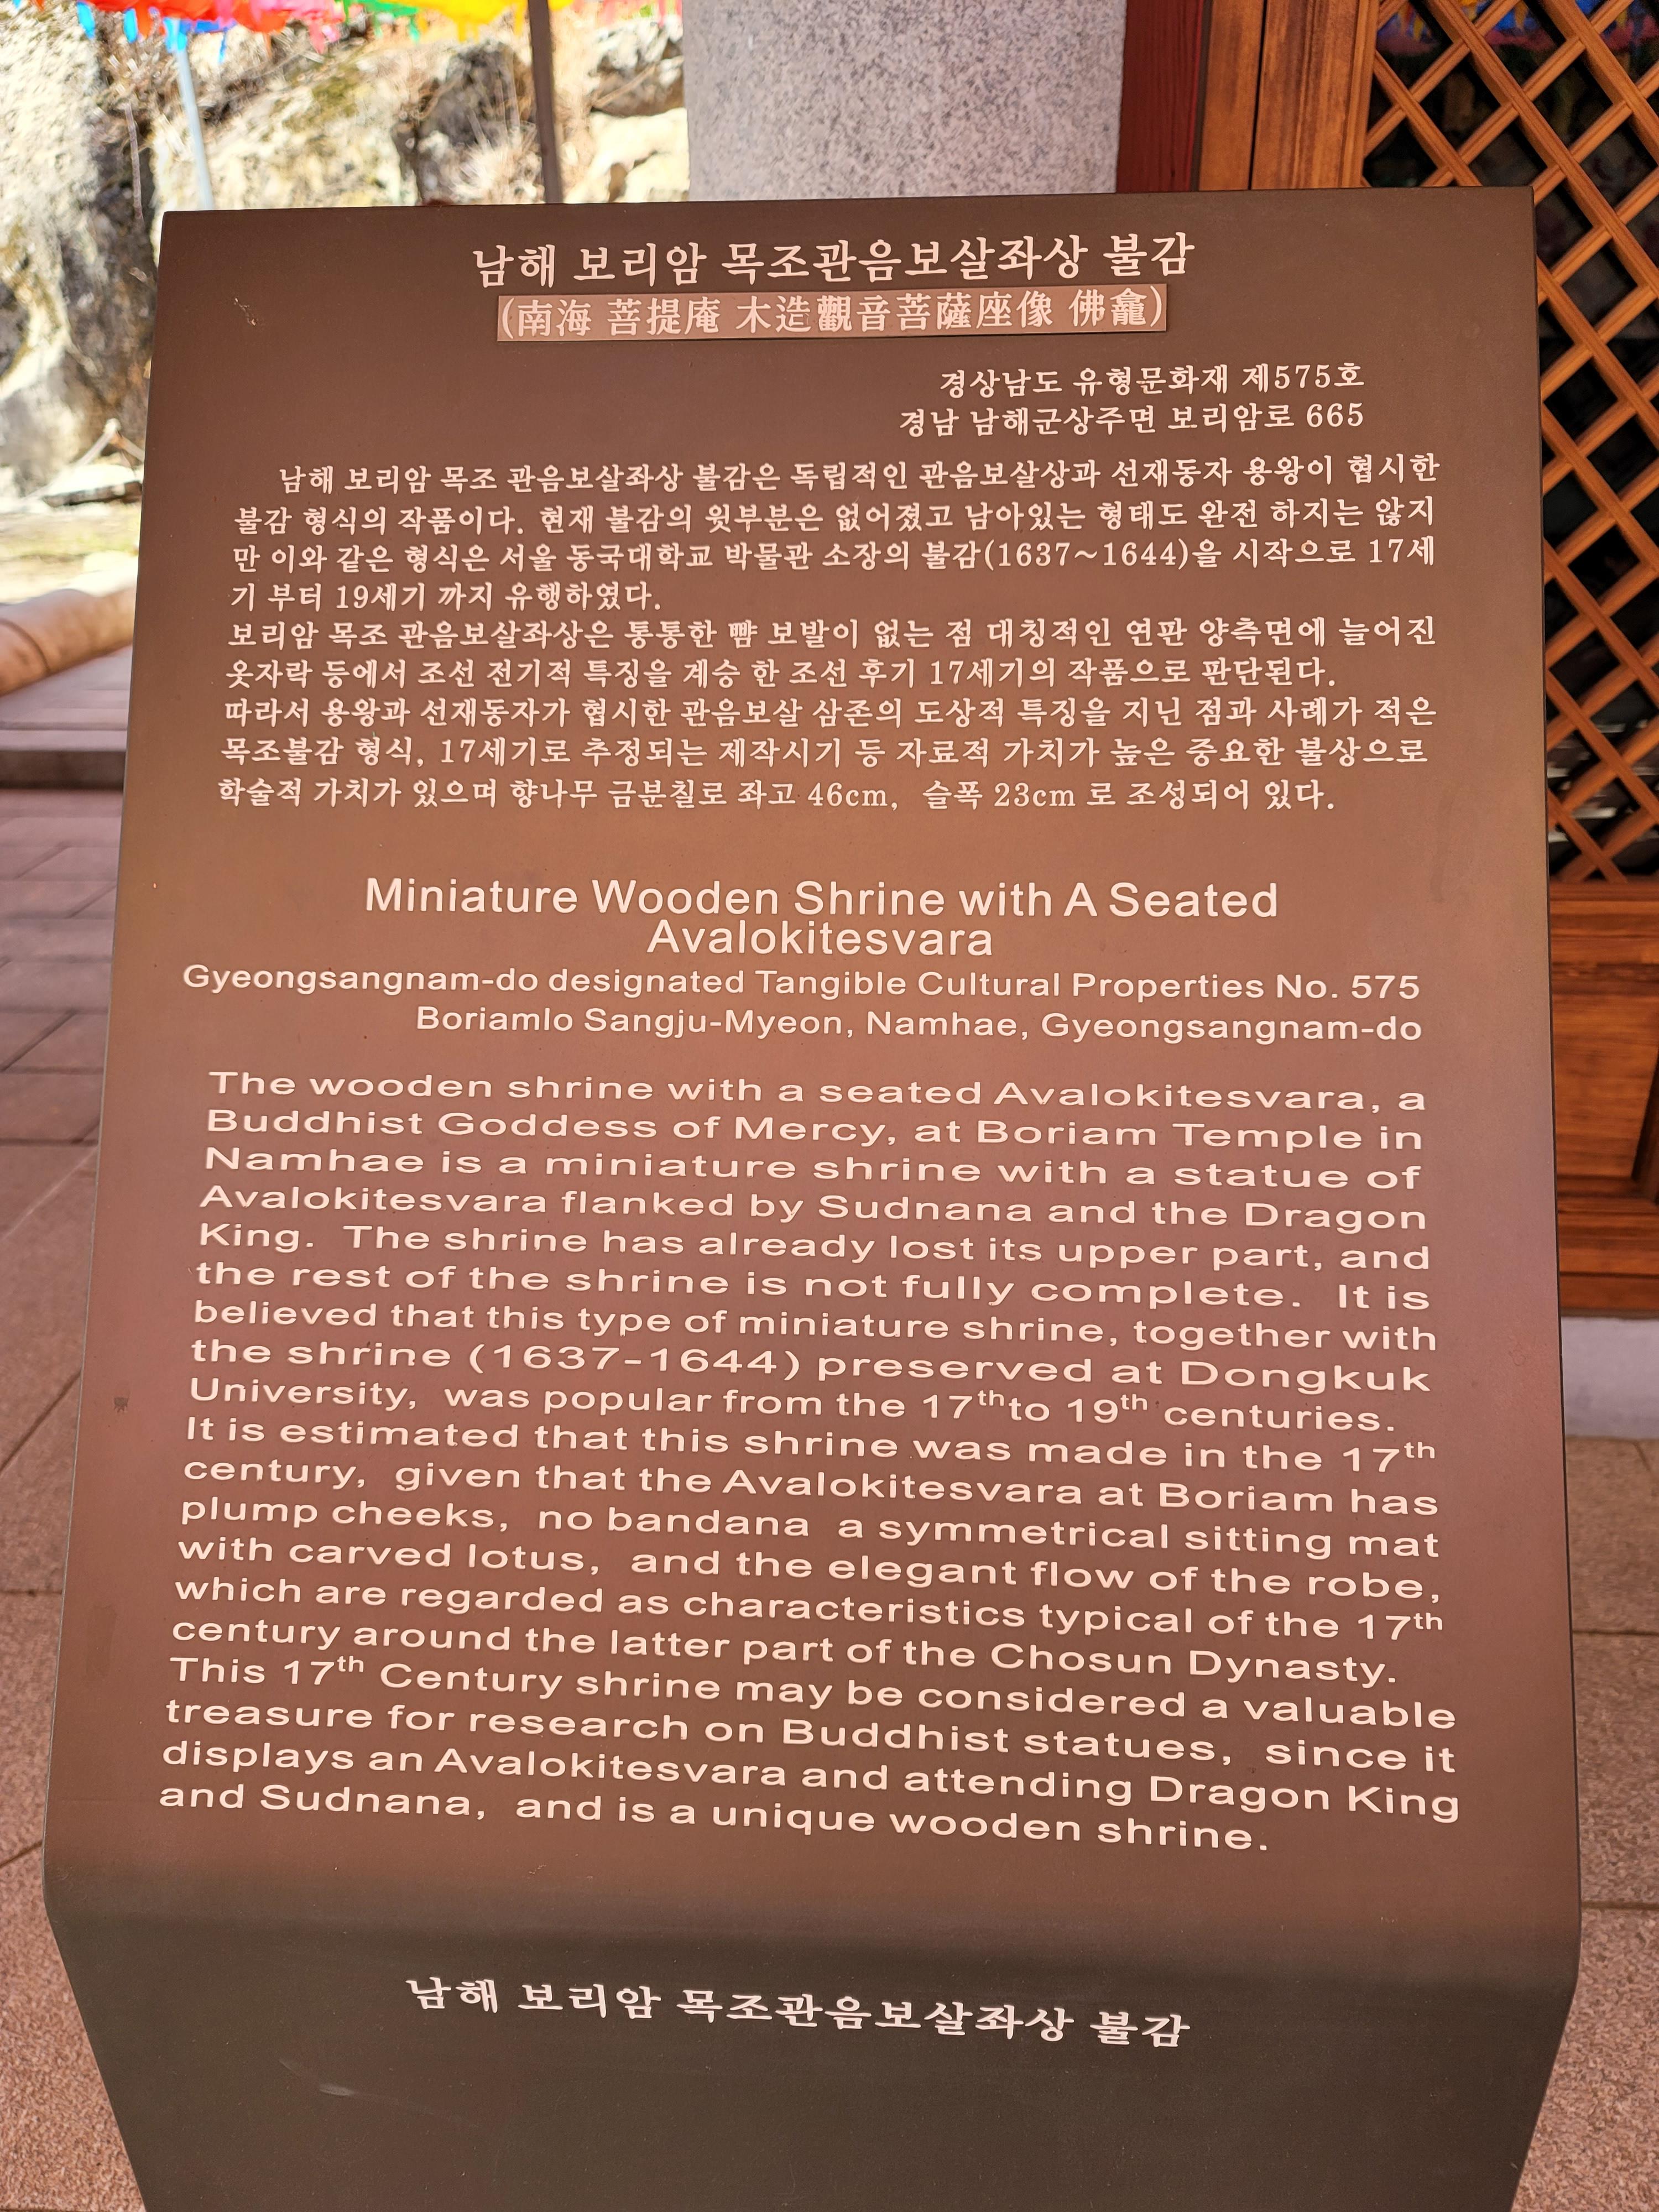 남해 보리암 목조관음보살좌상 불감
(南海 菩提庵 木造觀音菩薩座像 佛龕)
경상남도 유형문화재 제575호
경남 남해군상주면 보리암로 665
남해 보리암 목조 관음보살좌상 불감은 독립적인 관음보살상과 선재동자 용왕이 협시한
불감 형식의 작품이다. 현재 불감의 윗부분은 없어졌고 남아있는 형태도 완전 하지는 않지
만 이와 같은 형식은 서울 동국대학교 박물관 소장의 불감(1637~1644)을 시작으로 17세
기 부터 19세기 까지 유행하였다.
보리암 목조 관음보살좌상은 통통한 뺨 보발이 없는 점 대칭적인 연판 양측면에 늘어진
옷자락 등에서 조선 전기적 특징을 계승 한 조선 후기 17세기의 작품으로 판단된다.
따라서 용왕과 선재동자가 협시한 관음보살 삼존의 도상적 특징을 지닌 점과 사례가 적은
목조불감 형식, 17세기로 추정되는 제작시기 등 자료적 가치가 높은 중요한 불상으로
학술적 가치가 있으며 향나무 금분칠로 좌고 46cm, 슬폭 23cm 로 조성되어 있다.
Miniature Wooden Shrine with A Seated
Avalokitesvara
Gyeongsangnam-do designated Tangible Cultural Properties No. 575
Boriamlo Sangju-Myeon, Namhae, Gyeongsangnam-do
The wooden shrine with a seated Avalokitesvara, a
Buddhist Goddess of Mercy, at Boriam Temple in
Namhae is a miniature shrine with a statue of
Avalokitesvara flanked by Sudnana and the Dragon
King. The shrine has already lost its upper part, and
the rest of the shrine is not fully complete. It is
believed that this type of miniature shrine, together with
the shrine (1637-1644) preserved at Dongkuk
University, was popular from the 17th to 19th centuries.
It is estimated that this shrine was made in the 17th
century, given that the Avalokitesvara at Boriam has
plump cheeks, no bandana a symmetrical sitting mat
with carved lotus, and the elegant flow of the robe,
which are regarded as characteristics typical of the 17th
century around the latter part of the Chosun Dynasty.
This 17th Century shrine may be considered a valuable
treasure for research on Buddhist statues, since it
displays an Avalokitesvara and attending Dragon King
and Sudnana, and is a unique wooden shrine.
남해 보리암 목조관음보살좌상 불감